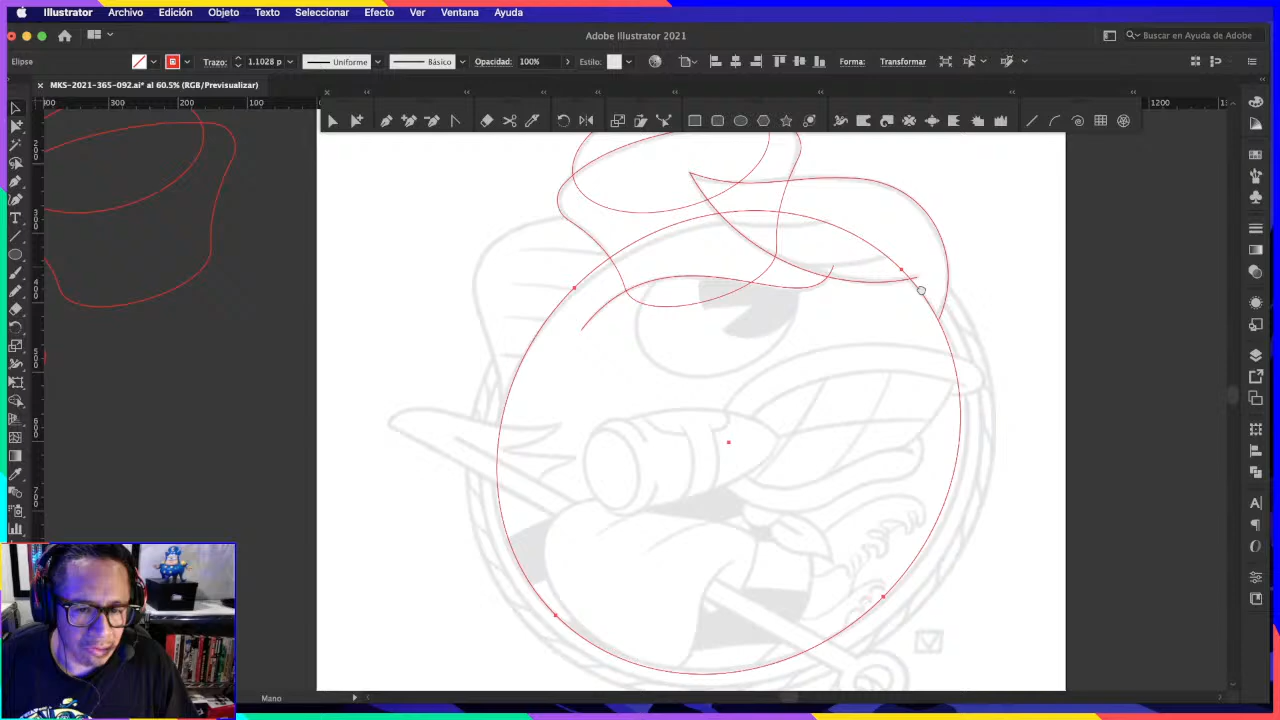 Illustrator Archivo Edición Objeto Texto Seleccionar Efecto Ver Ventana Ayuda
Adobe Illustrator 2021
Buscar en Ayuda de Adobe
Elipse Trazo: 1.1028 p Uniforme Básico Opacidad: 100% Estilo: Forma: Transformar
MKS-2021-365-092.ai* al 60.5% (RGB/Previsualizar)
300 200 100 1200
Mano